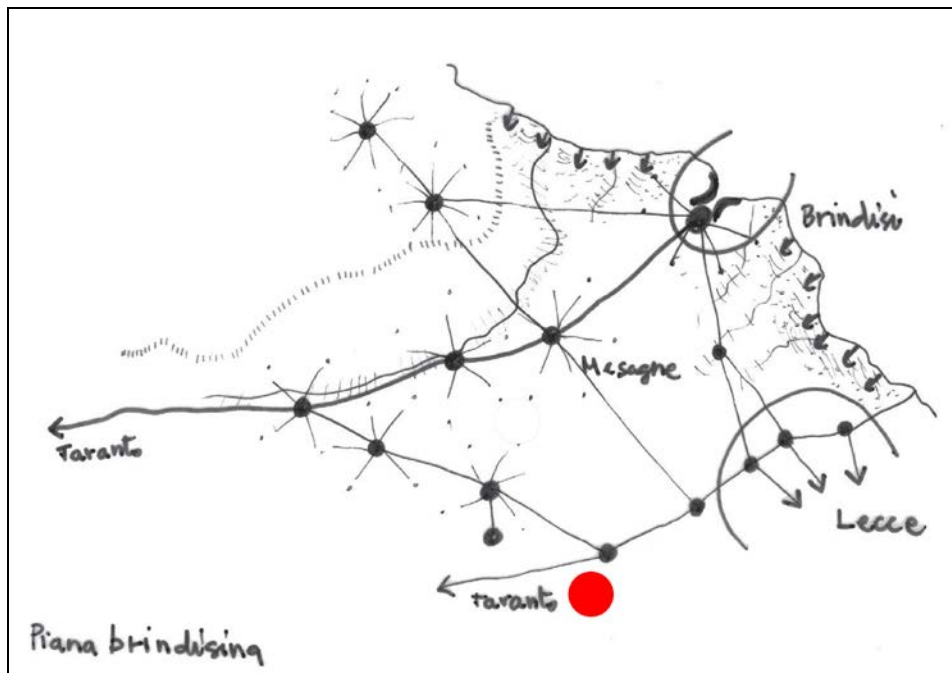 Brindisi
Mesagne
Taranto
Lecce
Taranto
Piana brindisina